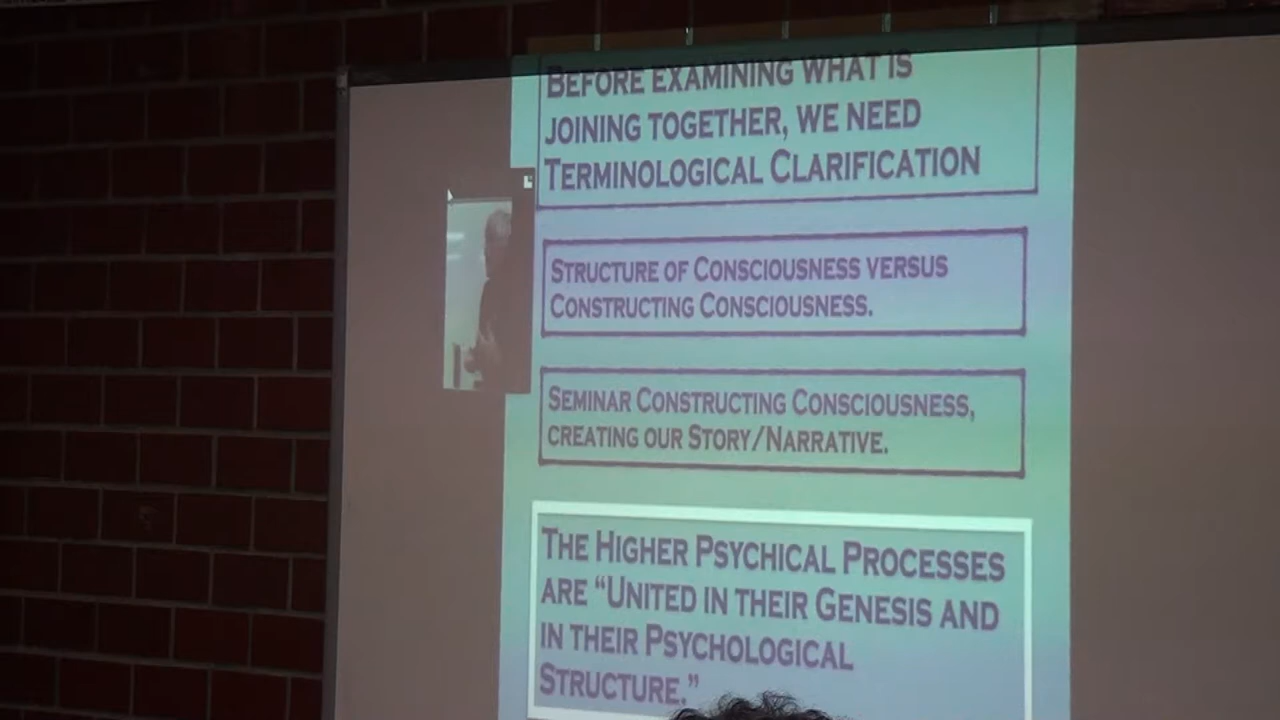 BEFORE EXAMINING WHAT IS
JOINING TOGETHER, WE NEED
TERMINOLOGICAL CLARIFICATION
STRUCTURE OF CONSCIOUSNESS VERSUS
CONSTRUCTING CONSCIOUSNESS.
SEMINAR CONSTRUCTING CONSCIOUSNESS,
CREATING OUR STORY/NARRATIVE.
THE HIGHER PSYCHICAL PROCESSES
ARE “UNITED IN THEIR GENESIS AND
IN THEIR PSYCHOLOGICAL
STRUCTURE.”